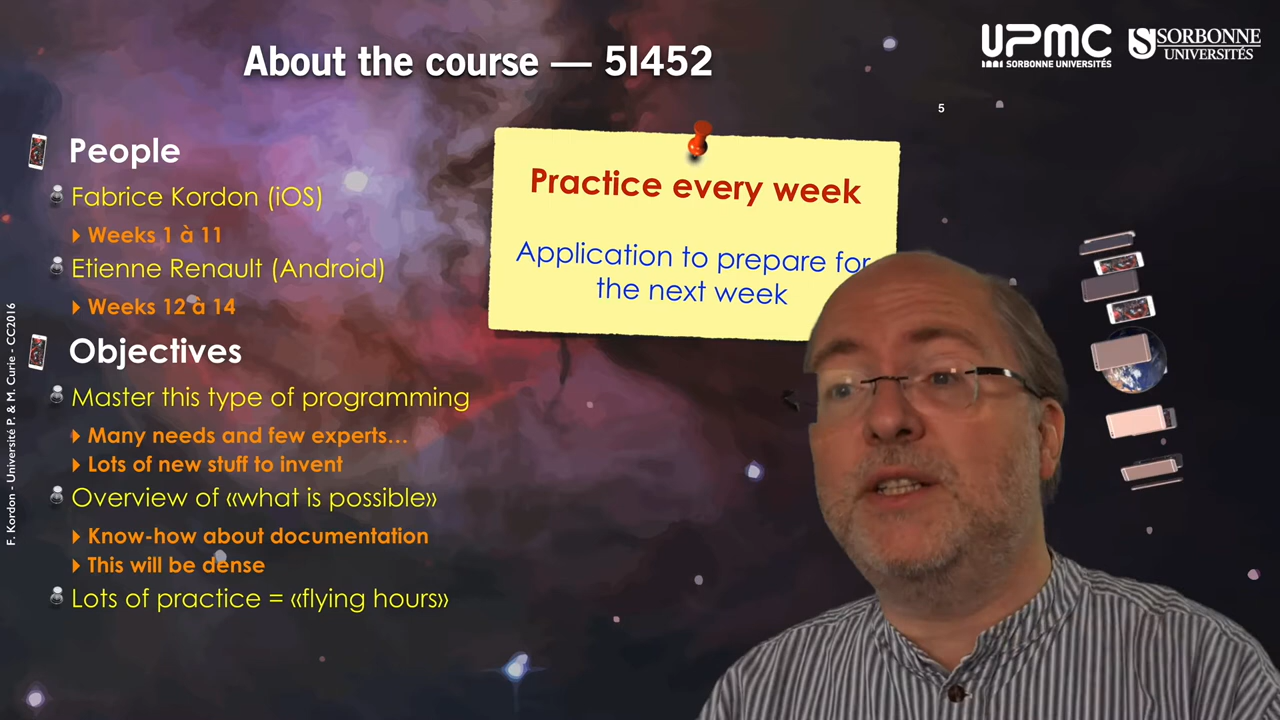 About the course — 5I452
UPMC
SORBONNE UNIVERSITÉS
SORBONNE
UNIVERSITÉS
5
People
Fabrice Kordon (iOS)
Weeks 1 à 11
Etienne Renault (Android)
Weeks 12 à 14
Objectives
Master this type of programming
Many needs and few experts…
Lots of new stuff to invent
Overview of «what is possible»
Know-how about documentation
This will be dense
Lots of practice = «flying hours»
Practice every week
Application to prepare for
the next week
F. Kordon - Université P. & M. Curie - CC2016